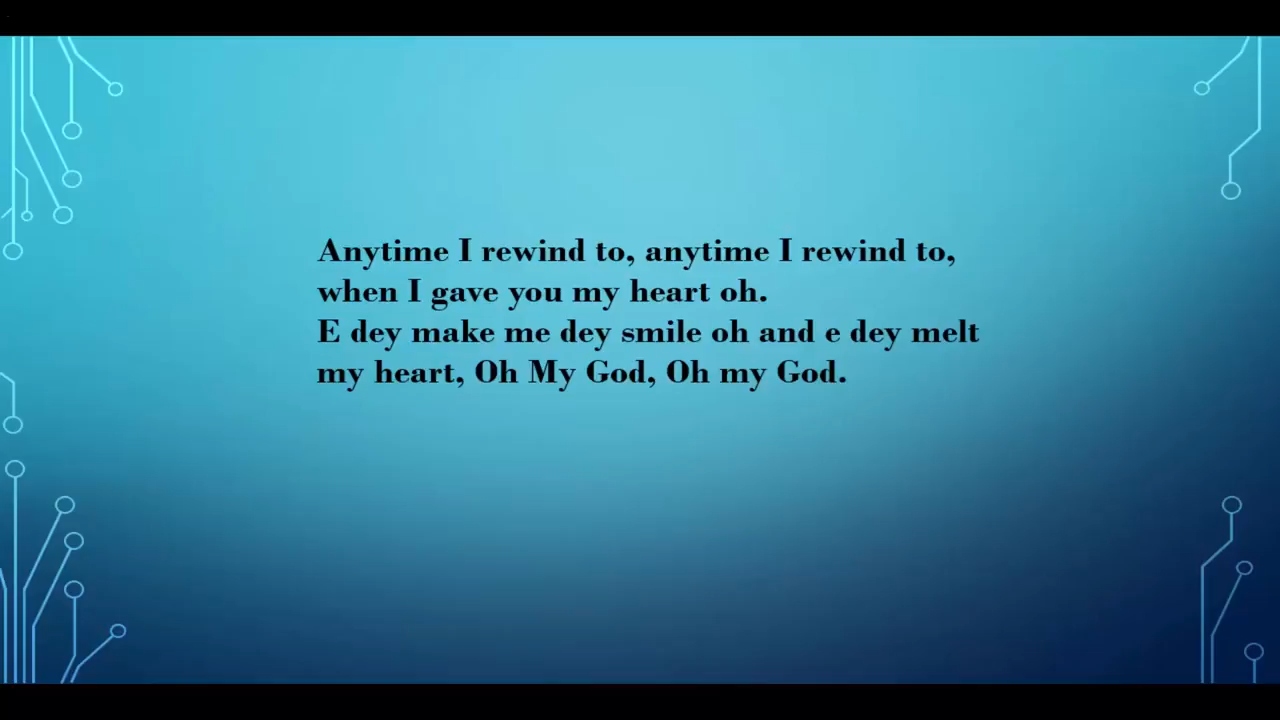 Anytime I rewind to, anytime I rewind to,
when I gave you my heart oh.
E dey make me dey smile oh and e dey melt
my heart, Oh My God, Oh my God.